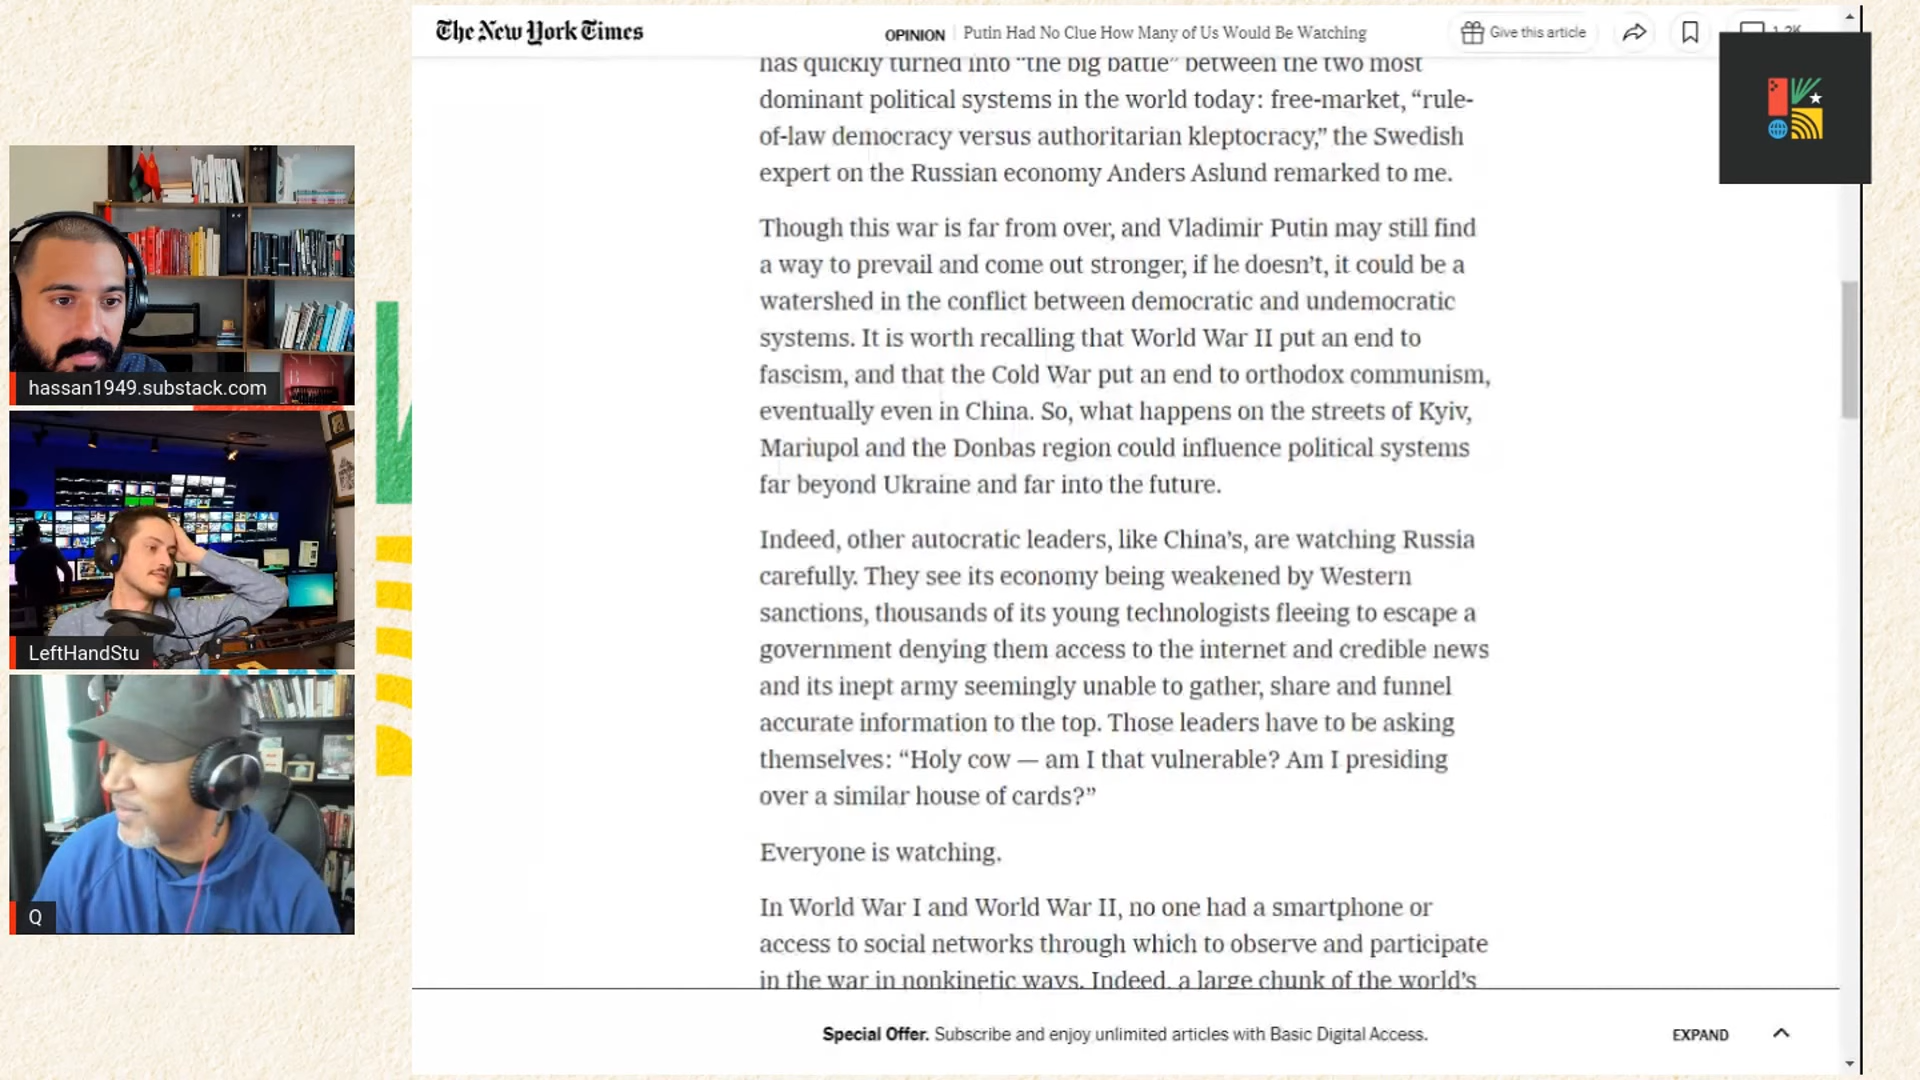 The New York Times
OPINION
Putin Had No Clue How Many of Us Would Be Watching
Give this article
1.2K
has quickly turned into “the big battle” between the two most
dominant political systems in the world today: free-market, “rule-
of-law democracy versus authoritarian kleptocracy,” the Swedish
expert on the Russian economy Anders Aslund remarked to me.
Though this war is far from over, and Vladimir Putin may still find
a way to prevail and come out stronger, if he doesn’t, it could be a
watershed in the conflict between democratic and undemocratic
systems. It is worth recalling that World War II put an end to
fascism, and that the Cold War put an end to orthodox communism,
eventually even in China. So, what happens on the streets of Kyiv,
Mariupol and the Donbas region could influence political systems
far beyond Ukraine and far into the future.
Indeed, other autocratic leaders, like China’s, are watching Russia
carefully. They see its economy being weakened by Western
sanctions, thousands of its young technologists fleeing to escape a
government denying them access to the internet and credible news
and its inept army seemingly unable to gather, share and funnel
accurate information to the top. Those leaders have to be asking
themselves: “Holy cow — am I that vulnerable? Am I presiding
over a similar house of cards?”
Everyone is watching.
In World War I and World War II, no one had a smartphone or
access to social networks through which to observe and participate
in the war in nonkinetic ways. Indeed, a large chunk of the world’s
Special Offer. Subscribe and enjoy unlimited articles with Basic Digital Access.
EXPAND
hassan1949.substack.com
LeftHandStu
Q